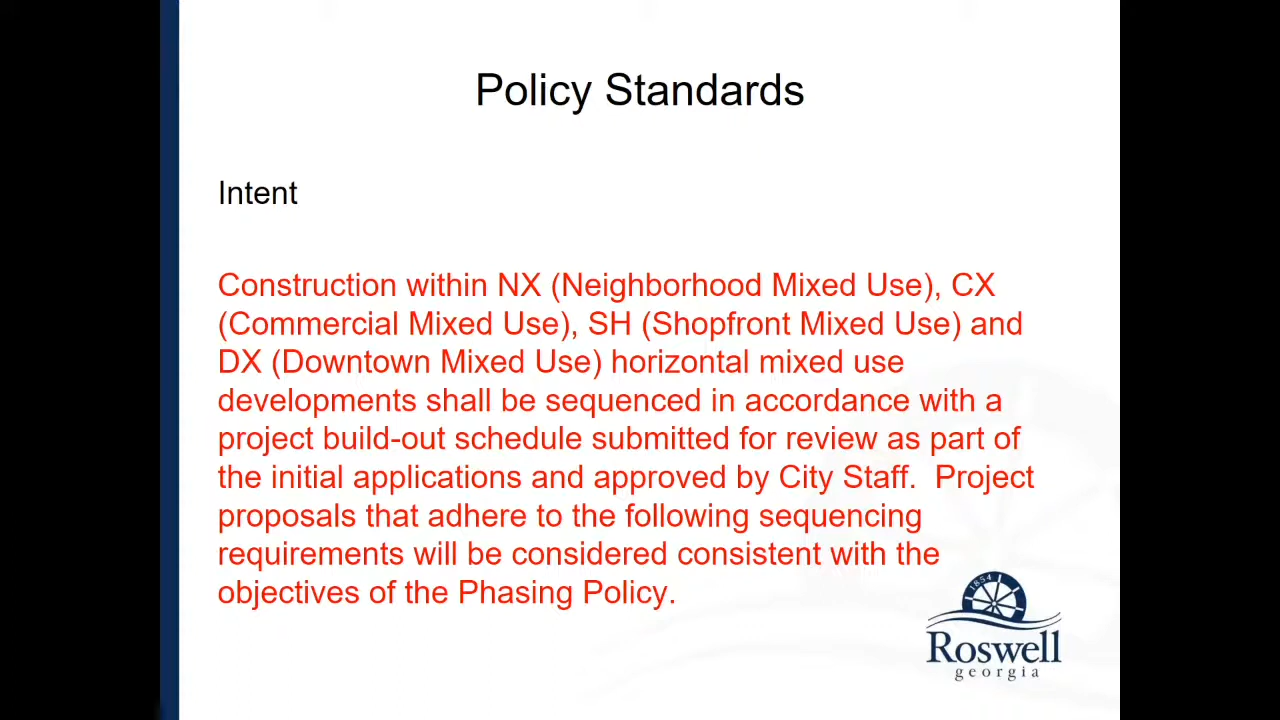 Policy Standards
Intent
Construction within NX (Neighborhood Mixed Use), CX
(Commercial Mixed Use), SH (Shopfront Mixed Use) and
DX (Downtown Mixed Use) horizontal mixed use
developments shall be sequenced in accordance with a
project build-out schedule submitted for review as part of
the initial applications and approved by City Staff.  Project
proposals that adhere to the following sequencing
requirements will be considered consistent with the
objectives of the Phasing Policy.
1854
Roswell
georgia